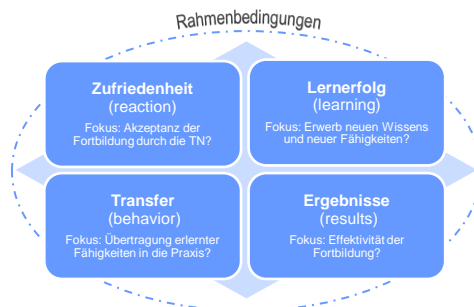 Rahmenbedingungen
Zufriedenheit
(reaction)
Fokus: Akzeptanz der
Fortbildung durch die TN?
Lernerfolg
(learning)
Fokus: Erwerb neuen Wissens
und neuer Fähigkeiten?
Transfer
(behavior)
Fokus: Übertragung erlernter
Fähigkeiten in die Praxis?
Ergebnisse
(results)
Fokus: Effektivität der
Fortbildung?